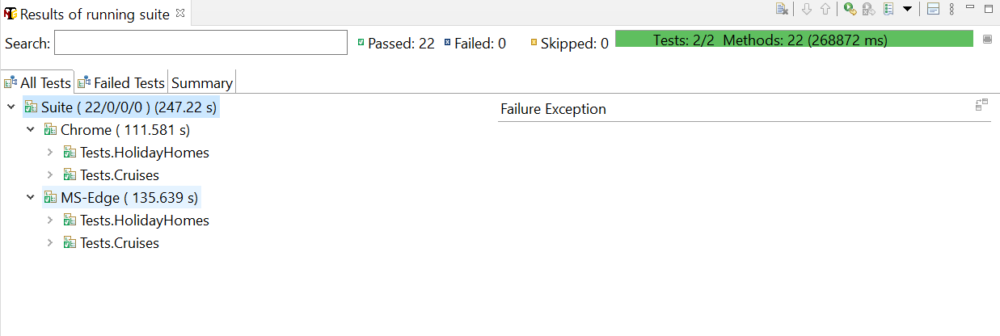 Results of running suite
Search: Passed: 22 Failed: 0 Skipped: 0 Tests: 2/2 Methods: 22 (268872 ms)
All Tests Failed Tests Summary
Suite ( 22/0/0/0 ) (247.22 s) Failure Exception
Chrome ( 111.581 s)
Tests.HolidayHomes
Tests.Cruises
MS-Edge ( 135.639 s)
Tests.HolidayHomes
Tests.Cruises